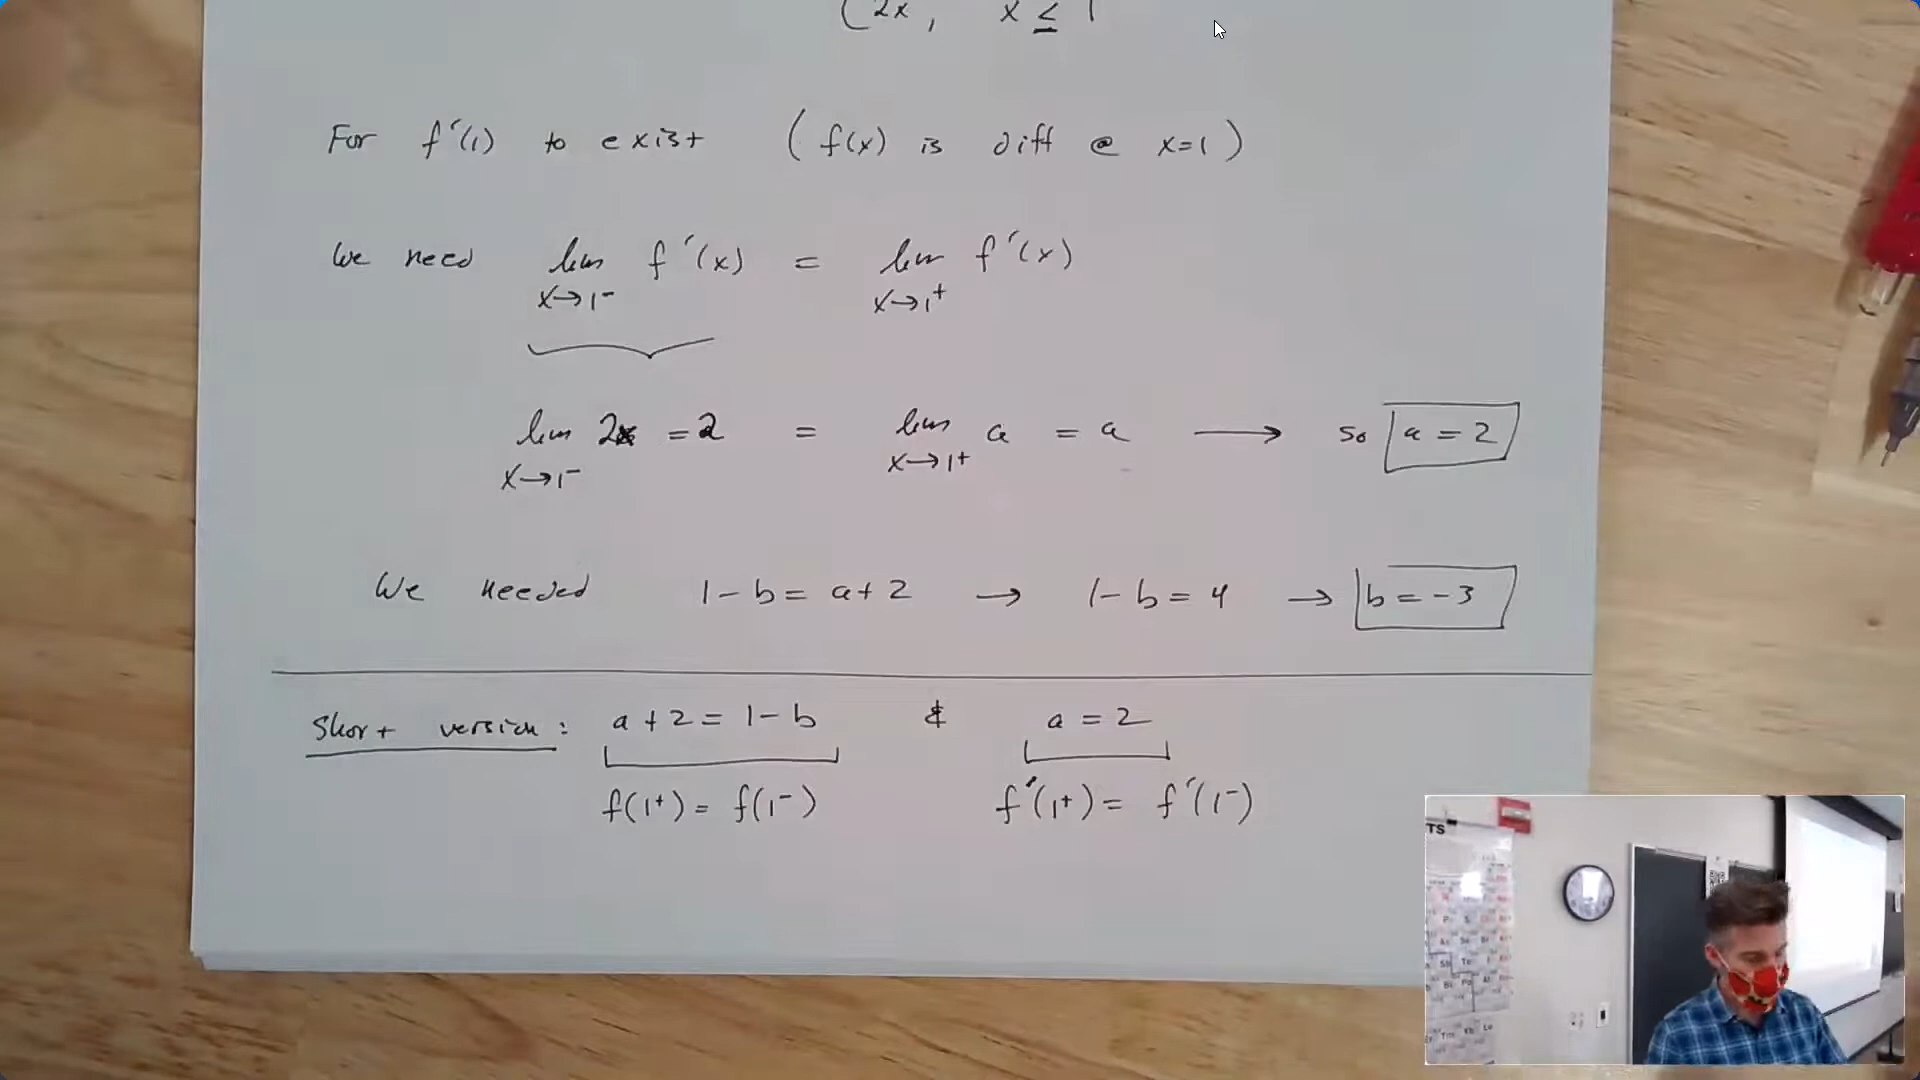 2x, x ≤ 1
For f'(1) to exist (f(x) is diff @ x=1)
We need lim x→1⁻ f'(x) = lim x→1⁺ f'(x)
lim x→1⁻ 2x = 2 = lim x→1⁺ a = a ⟶ so a = 2
We needed 1 - b = a + 2 → 1 - b = 4 → b = -3
Short version: a + 2 = 1 - b & a = 2
f(1⁺) = f(1⁻) f'(1⁺) = f'(1⁻)
TS